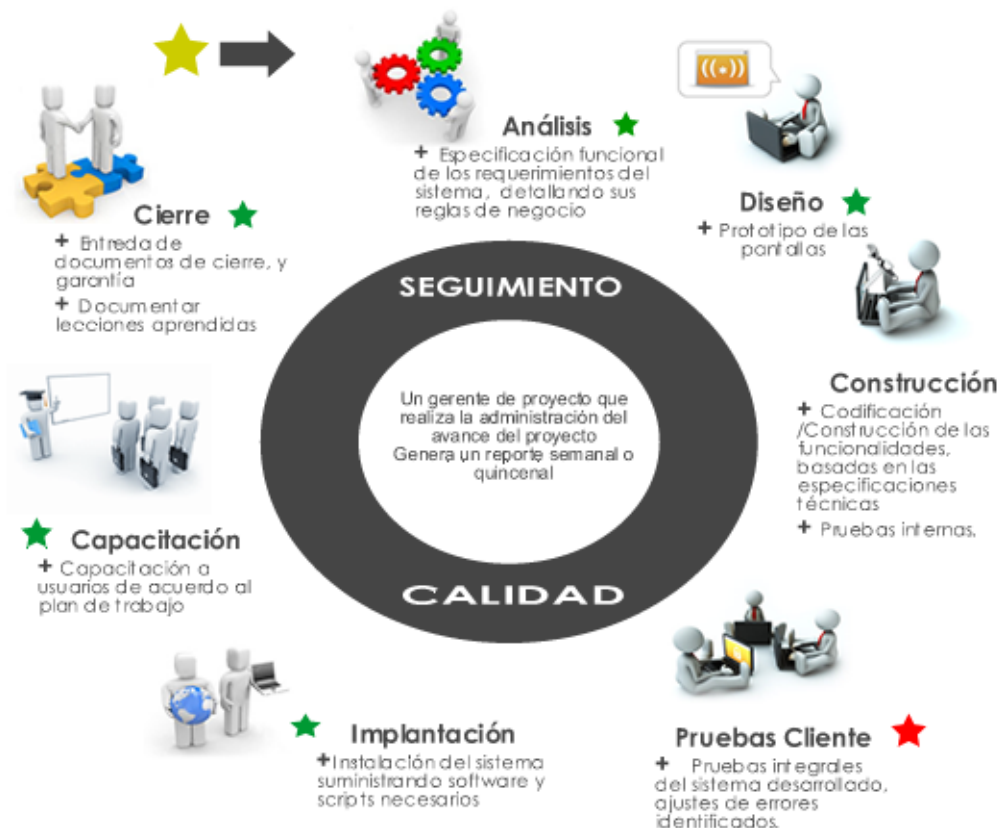 Análisis
+ Especificación funcional
de los requerimientos del
sistema, detallando sus
reglas de negocio
Diseño
+ Prototipo de las
pantallas
Construcción
+ Codificación
/Construcción de las
funcionalidades,
basadas en las
especificaciones
técnicas
+ Pruebas internas.
Pruebas Cliente
+ Pruebas integrales
del sistema desarrollado,
ajustes de errores
identificados.
Implantación
+Instalación del sistema
suministrando software y
scripts necesarios
Capacitación
+ Capacitación a
usuarios de acuerdo al
plan de trabajo
Cierre
+ Entreda de
documentos de cierre, y
garantía
+ Documentar
lecciones aprendidas
SEGUIMIENTO
Un gerente de proyecto que
realiza la administración del
avance del proyecto
Genera un reporte semanal o
quincenal
CALIDAD